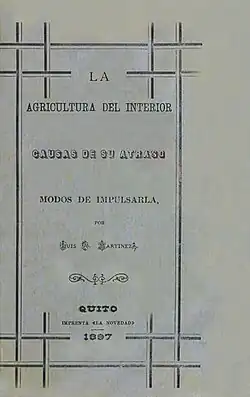 LA
AGRICULTURA DEL INTERIOR
CAUSAS DE SU ATRASO
MODOS DE IMPULSARLA,
POR
LUIS A. MARTINEZ.
QUITO
IMPRENTA «LA NOVEDAD»
1897